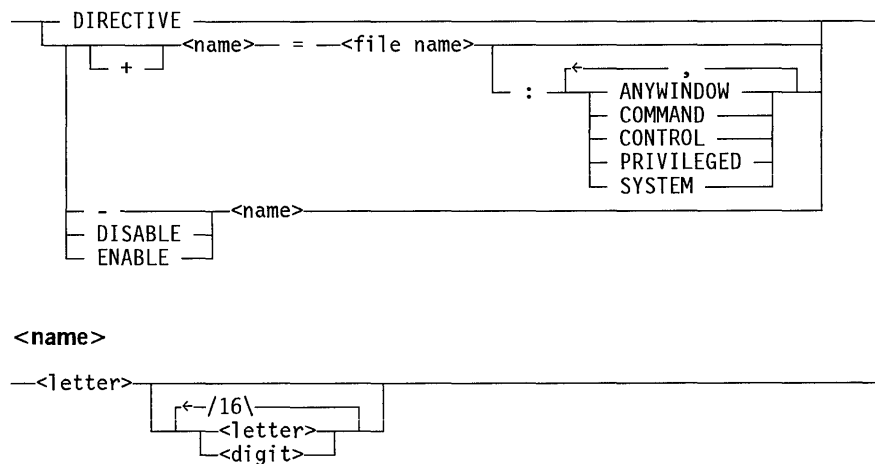 DIRECTIVE
+ <name> = <file name>
: ,
ANYWINDOW
COMMAND
CONTROL
PRIVILEGED
SYSTEM
- <name>
DISABLE
ENABLE
<name>
<letter>
/16\
<letter>
<digit>